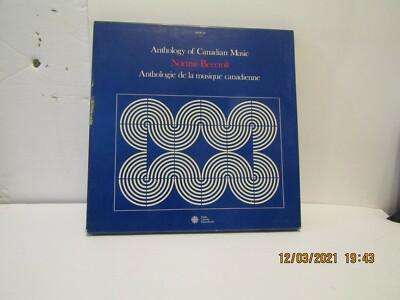 Anthology of Canadian Music
Norma Beecroft
Anthologie de la musique canadienne
12/03/2021 19:43